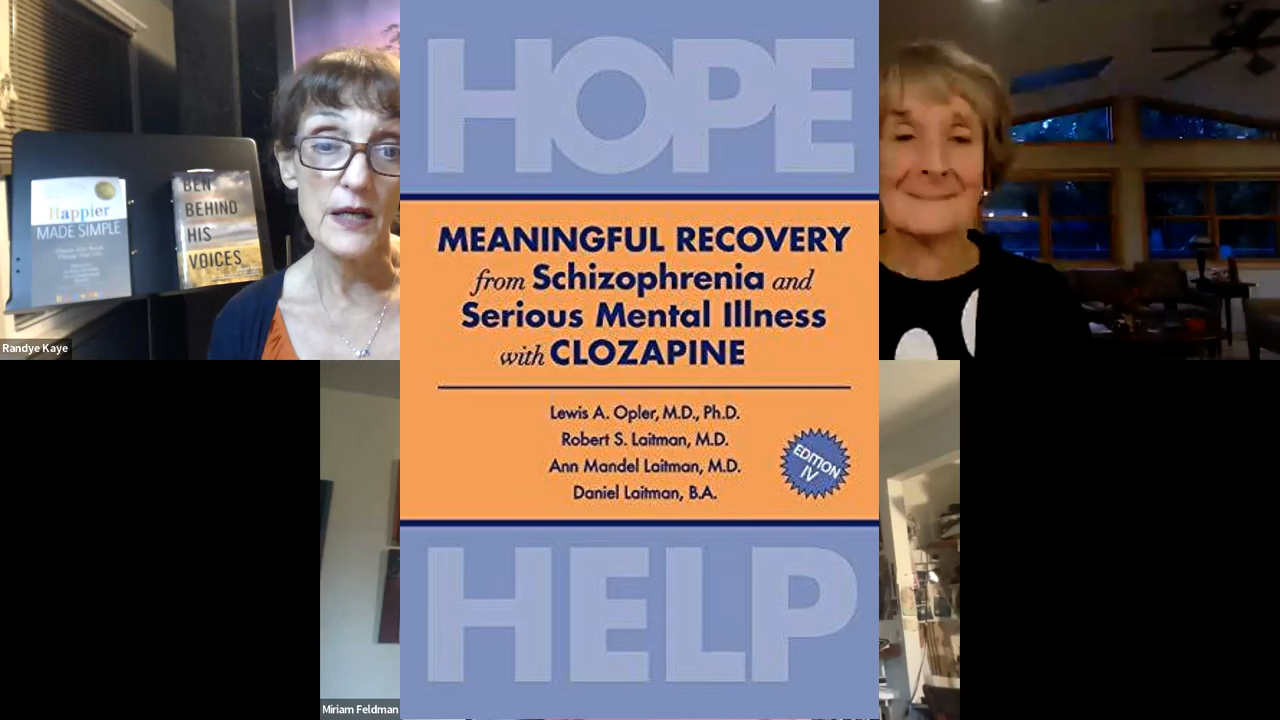 HOPE
MEANINGFUL RECOVERY
from Schizophrenia and
Serious Mental Illness
with CLOZAPINE
Lewis A. Opler, M.D., Ph.D.
Robert S. Laitman, M.D.
Ann Mandel Laitman, M.D.
Daniel Laitman, B.A.
EDITION
IV
HELP
Happier
MADE SIMPLE
BEN
BEHIND
HIS
VOICES
Randye Kaye
Miriam Feldman